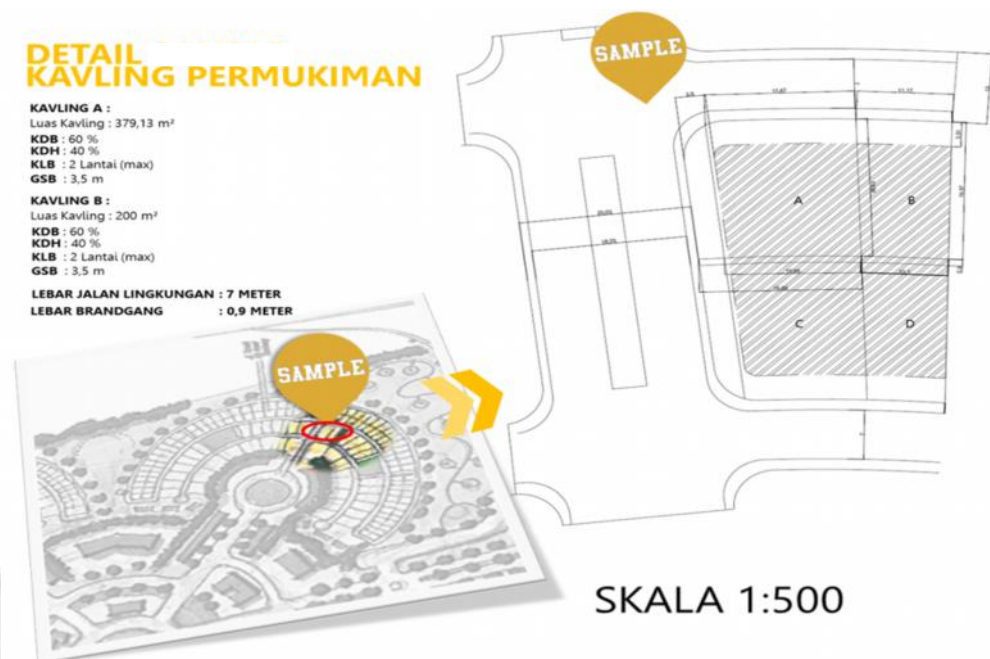 DETAIL
KAVLING PERMUKIMAN
KAVLING A :
Luas Kavling : 379,13 m²
KDB : 60 %
KDH : 40 %
KLB : 2 Lantai (max)
GSB : 3,5 m
KAVLING B :
Luas Kavling : 200 m²
KDB : 60 %
KDH : 40 %
KLB : 2 Lantai (max)
GSB : 3,5 m
LEBAR JALAN LINGKUNGAN : 7 METER
LEBAR BRANDGANG : 0,9 METER
SAMPLE
SAMPLE
A
B
C
D
SKALA 1:500